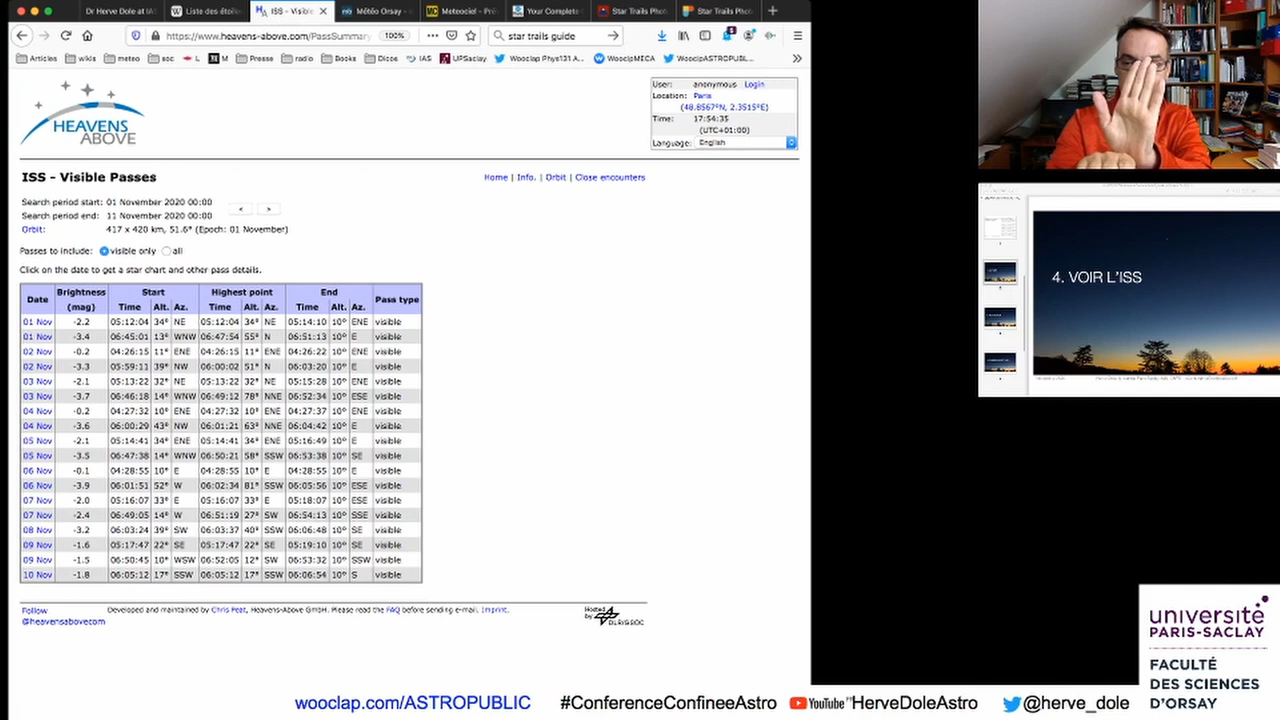 Dr Herve Dole at IA
Liste des étoile
ISS - Visible
Météo Orsay -
Meteociel - Pré
Your Complete
Star Trails Phot
Star Trails Phot
https://www.heavens-above.com/PassSummary
100%
star trails guide
Articles wikis meteo soc L M Presse radio Books Dicos IAS UPSaclay Wooclap Phys131 A... WooclpMECA WooclpASTROPUBL...
HEAVENS
ABOVE
User: anonymous Login
Location: Paris
(48.8567°N, 2.3515°E)
Time: 17:54:35
(UTC+01:00)
Language: English
ISS - Visible Passes
Home | Info. | Orbit | Close encounters
Search period start: 01 November 2020 00:00
Search period end: 11 November 2020 00:00
< >
Orbit: 417 x 420 km, 51.6° (Epoch: 01 November)
Passes to include: visible only all
Click on the date to get a star chart and other pass details.
Date Brightness (mag) Start Highest point End Pass type
Time Alt. Az. Time Alt. Az. Time Alt. Az.
01 Nov -2.2 05:12:04 34° NE 05:12:04 34° NE 05:14:10 10° ENE visible
01 Nov -3.4 06:45:01 13° WNW 06:47:54 55° N 06:51:13 10° E visible
02 Nov -0.2 04:26:15 11° ENE 04:26:15 11° ENE 04:26:22 10° ENE visible
02 Nov -3.3 05:59:11 39° NW 06:00:02 51° N 06:03:20 10° E visible
03 Nov -2.1 05:13:22 32° NE 05:13:22 32° NE 05:15:28 10° ENE visible
03 Nov -3.7 06:46:18 14° WNW 06:49:12 78° NNE 06:52:34 10° ESE visible
04 Nov -0.2 04:27:32 10° ENE 04:27:32 10° ENE 04:27:37 10° ENE visible
04 Nov -3.6 06:00:29 43° NW 06:01:21 63° NNE 06:04:42 10° E visible
05 Nov -2.1 05:14:41 34° ENE 05:14:41 34° ENE 05:16:49 10° E visible
05 Nov -3.5 06:47:38 14° WNW 06:50:21 58° SSW 06:53:38 10° SE visible
06 Nov -0.1 04:28:55 10° E 04:28:55 10° E 04:28:55 10° E visible
06 Nov -3.9 06:01:51 52° W 06:02:34 81° SSW 06:05:56 10° ESE visible
07 Nov -2.0 05:16:07 33° E 05:16:07 33° E 05:18:07 10° ESE visible
07 Nov -2.4 06:49:05 14° W 06:51:19 27° SW 06:54:13 10° SSE visible
08 Nov -3.2 06:03:24 39° SW 06:03:37 40° SSW 06:06:48 10° SE visible
09 Nov -1.6 05:17:47 22° SE 05:17:47 22° SE 05:19:10 10° SE visible
09 Nov -1.5 06:50:45 10° WSW 06:52:05 12° SW 06:53:32 10° SSW visible
10 Nov -1.8 06:05:12 17° SSW 06:05:12 17° SSW 06:06:54 10° S visible
Follow
@heavensabovecom
Developed and maintained by Chris Peat, Heavens-Above GmbH. Please read the FAQ before sending e-mail. Imprint.
Hosted by DLR/GSOC
4. VOIR L'ISS
université
PARIS-SACLAY
FACULTÉ
DES SCIENCES
D'ORSAY
wooclap.com/ASTROPUBLIC #ConferenceConfineeAstro YouTube HerveDoleAstro @herve_dole